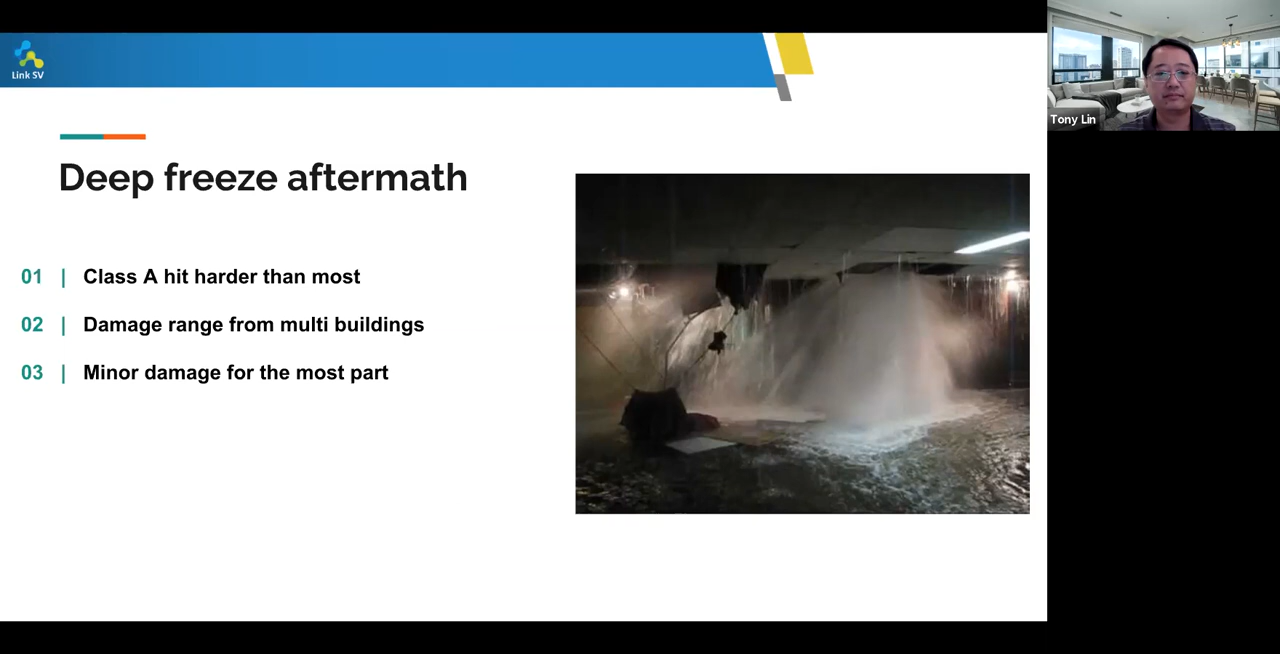 Link SV
Tony Lin
Deep freeze aftermath
01 | Class A hit harder than most
02 | Damage range from multi buildings
03 | Minor damage for the most part